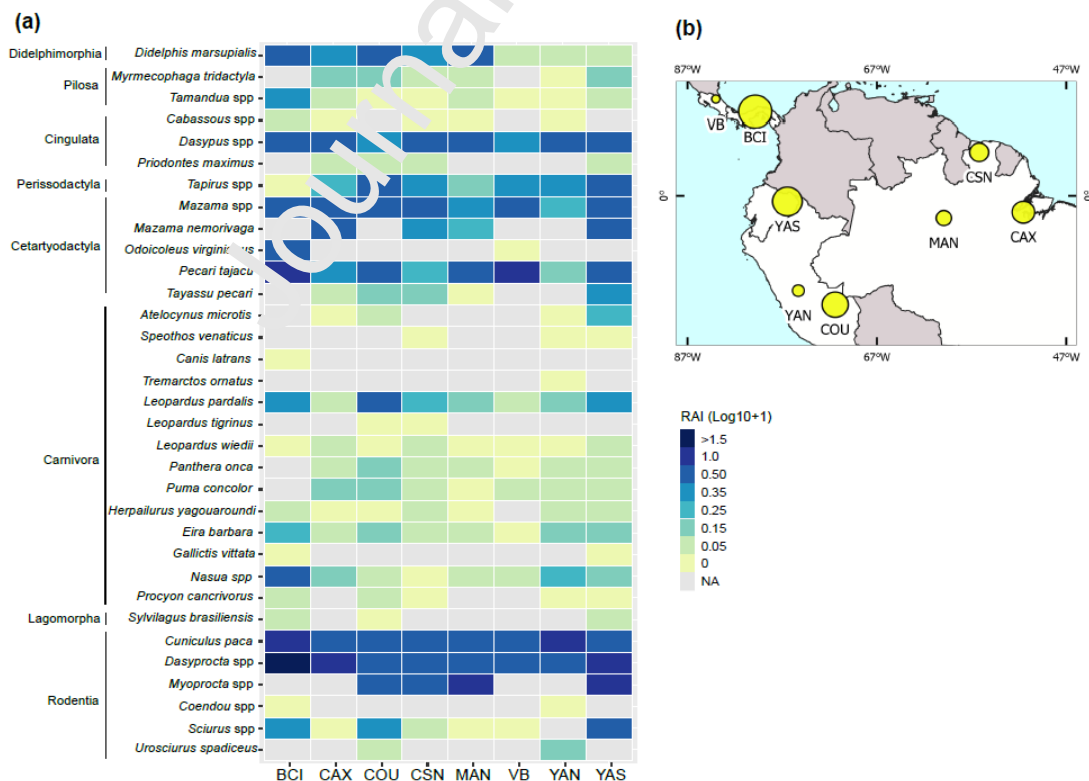 (a)
Didelphimorphia
Didelphis marsupialis
Pilosa
Myrmecophaga tridactyla
Tamandua spp
Cingulata
Cabassous spp
Dasypus spp
Priodontes maximus
Perissodactyla
Tapirus spp
Cetartyodactyla
Mazama spp
Mazama nemorivaga
Odoicoleus virginianus
Pecari tajacu
Tayassu pecari
Carnivora
Atelocynus microtis
Speothos venaticus
Canis latrans
Tremarctos ornatus
Leopardus pardalis
Leopardus tigrinus
Leopardus wiedii
Panthera onca
Puma concolor
Herpailurus yagouaroundi
Eira barbara
Gallictis vittata
Nasua spp
Procyon cancrivorus
Lagomorpha
Sylvilagus brasiliensis
Rodentia
Cuniculus paca
Dasyprocta spp
Myoprocta spp
Coendou spp
Sciurus spp
Urosciurus spadiceus
BCI CAX COU CSN MAN VB YAN YAS
Journa
(b)
87°W 67°W 47°W
VB
BCI
CSN
0° 0°
YAS
MAN
CAX
YAN
COU
87°W 67°W 47°W
RAI (Log10+1)
>1.5
1.0
0.50
0.35
0.25
0.15
0.05
0
NA